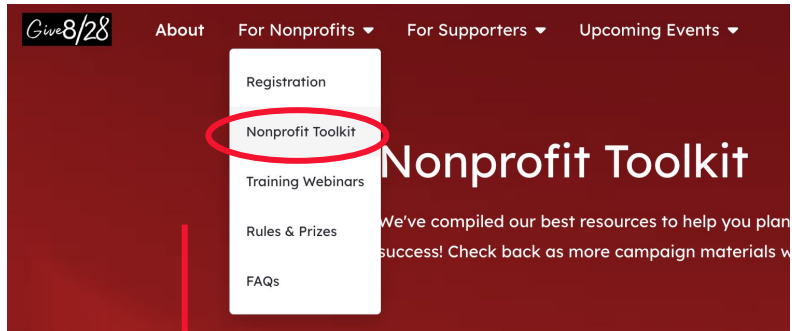 Give8/28 About For Nonprofits For Supporters Upcoming Events
Registration
Nonprofit Toolkit
Training Webinars
Rules & Prizes
FAQs
Nonprofit Toolkit
We've compiled our best resources to help you plan
success! Check back as more campaign materials w